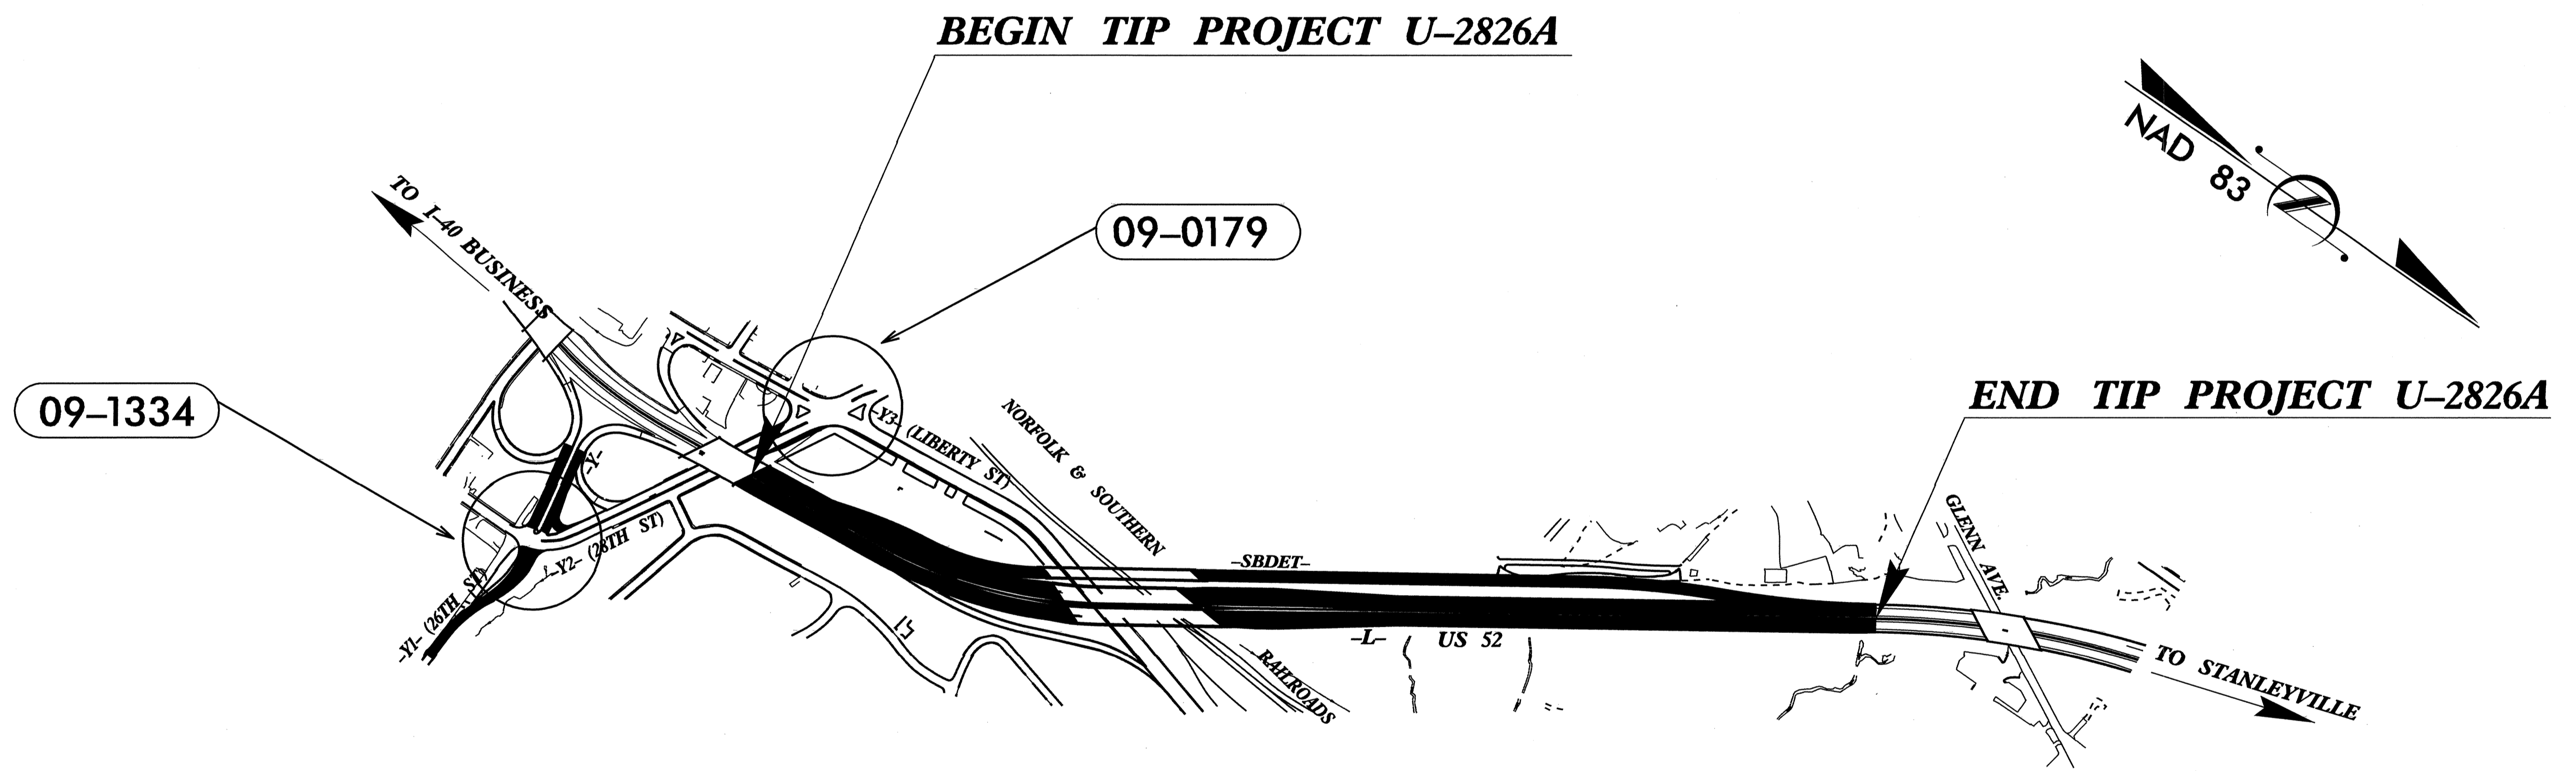 BEGIN TIP PROJECT U–2826A
NAD 83
TO I–40 BUSINESS
09–0179
END TIP PROJECT U–2826A
09–1334
–Y3– (LIBERTY ST)
NORFOLK & SOUTHERN
–Y–
GLENN AVE.
–Y2– (28TH ST)
–SBDET–
–Y1– (26TH ST)
–L– US 52
RAILROADS
TO STANLEYVILLE